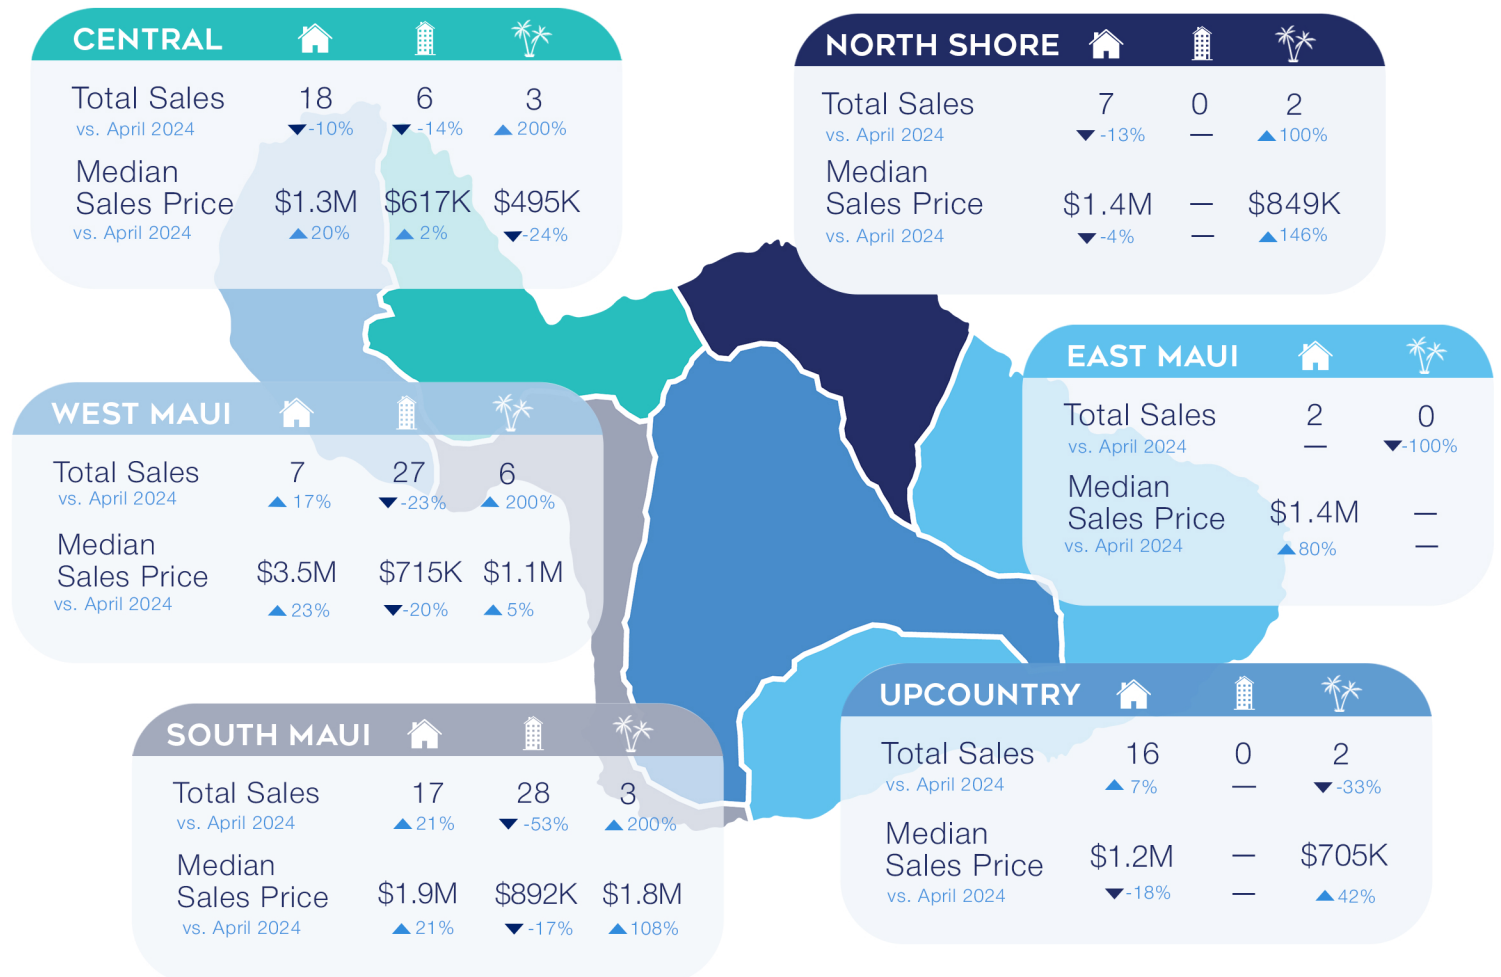 CENTRAL
Total Sales 18 6 3
vs. April 2024 ▼-10% ▼-14% ▲200%
Median
Sales Price $1.3M $617K $495K
vs. April 2024 ▲20% ▲2% ▼-24%
NORTH SHORE
Total Sales 7 0 2
vs. April 2024 ▼-13% — ▲100%
Median
Sales Price $1.4M — $849K
vs. April 2024 ▼-4% — ▲146%
EAST MAUI
Total Sales 2 0
vs. April 2024 — ▼-100%
Median
Sales Price $1.4M —
vs. April 2024 ▲80% —
WEST MAUI
Total Sales 7 27 6
vs. April 2024 ▲17% ▼-23% ▲200%
Median
Sales Price $3.5M $715K $1.1M
vs. April 2024 ▲23% ▼-20% ▲5%
UPCOUNTRY
Total Sales 16 0 2
vs. April 2024 ▲7% — ▼-33%
Median
Sales Price $1.2M — $705K
vs. April 2024 ▼-18% — ▲42%
SOUTH MAUI
Total Sales 17 28 3
vs. April 2024 ▲21% ▼-53% ▲200%
Median
Sales Price $1.9M $892K $1.8M
vs. April 2024 ▲21% ▼-17% ▲108%